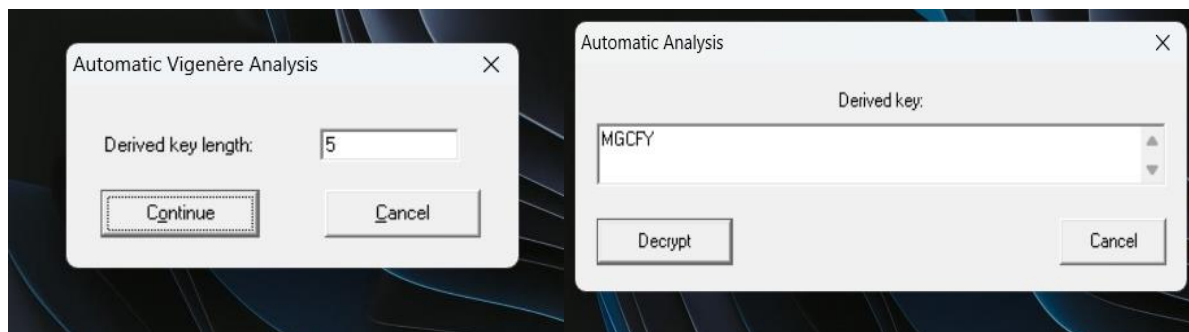 Automatic Vigenère Analysis
Derived key length: 5
Continue Cancel
Automatic Analysis
Derived key:
MGCFY
Decrypt Cancel